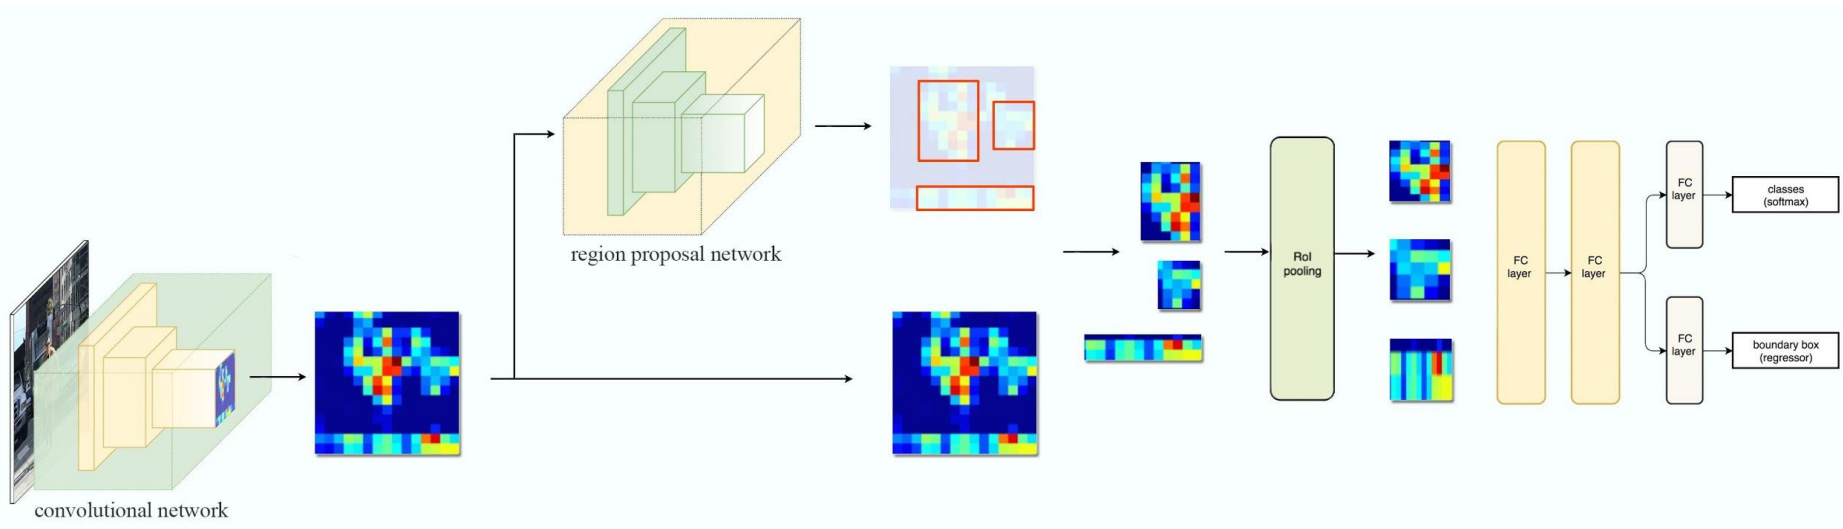 convolutional network
region proposal network
RoI
pooling
FC
layer
FC
layer
FC
layer
classes
(softmax)
FC
layer
boundary box
(regressor)